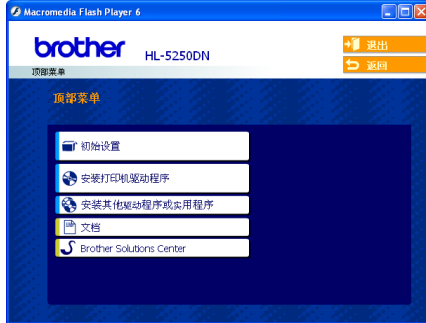 Macromedia Flash Player 6
brother
HL-5250DN
退出
返回
顶部菜单
顶部菜单
初始设置
安装打印机驱动程序
安装其他驱动程序或实用程序
文档
Brother Solutions Center